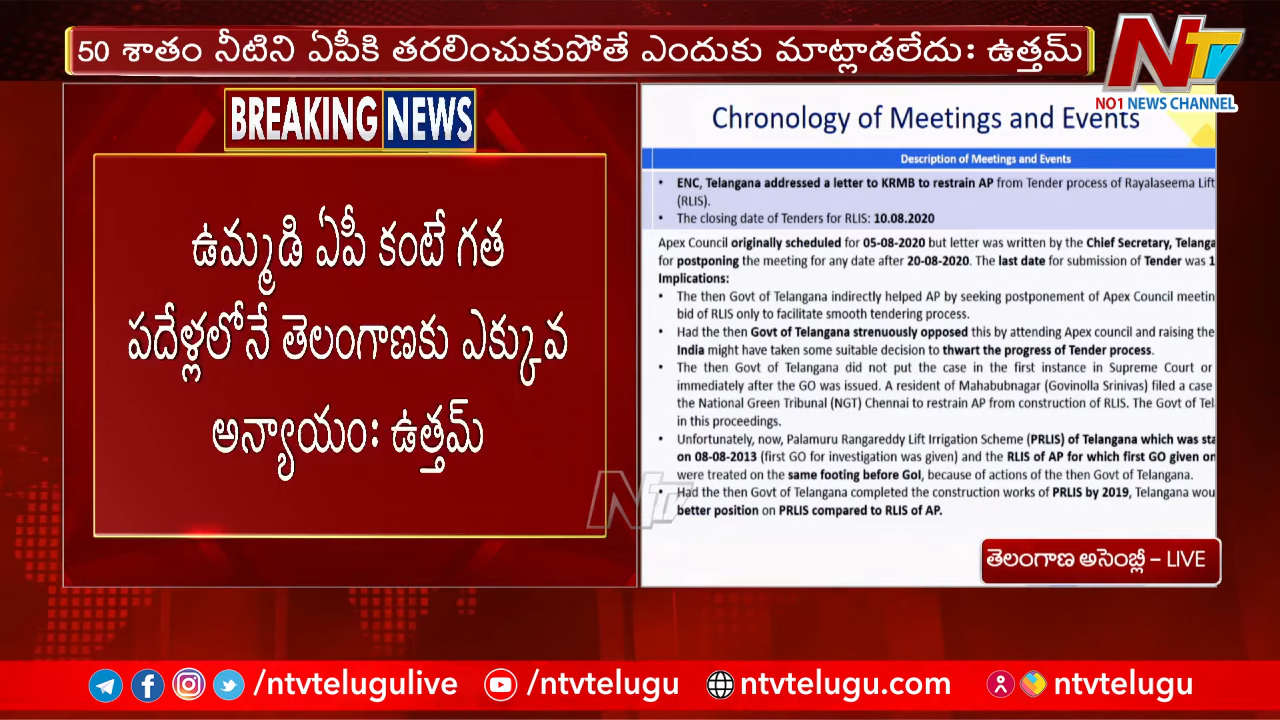 50 శాతం నీటిని ఏపీకి తరలించుకుపోతే ఎందుకు మాట్లాడలేదు: ఉత్తమ్
NTV
NO1 NEWS CHANNEL
BREAKING NEWS
ఉమ్మడి ఏపీ కంటే గత
పదేళ్లలోనే తెలంగాణకు ఎక్కువ
అన్యాయం: ఉత్తమ్
Chronology of Meetings and Events
Description of Meetings and Events
• ENC, Telangana addressed a letter to KRMB to restrain AP from Tender process of Rayalaseema Lift
(RLIS).
• The closing date of Tenders for RLIS: 10.08.2020
Apex Council originally scheduled for 05-08-2020 but letter was written by the Chief Secretary, Telanga
for postponing the meeting for any date after 20-08-2020. The last date for submission of Tender was 1
Implications:
• The then Govt of Telangana indirectly helped AP by seeking postponement of Apex Council meetin
bid of RLIS only to facilitate smooth tendering process.
• Had the then Govt of Telangana strenuously opposed this by attending Apex council and raising the
India might have taken some suitable decision to thwart the progress of Tender process.
• The then Govt of Telangana did not put the case in the first instance in Supreme Court or
immediately after the GO was issued. A resident of Mahabubnagar (Govinolla Srinivas) filed a case
the National Green Tribunal (NGT) Chennai to restrain AP from construction of RLIS. The Govt of Tel
in this proceedings.
• Unfortunately, now, Palamuru Rangareddy Lift Irrigation Scheme (PRLIS) of Telangana which was sta
on 08-08-2013 (first GO for investigation was given) and the RLIS of AP for which first GO given on
were treated on the same footing before GoI, because of actions of the then Govt of Telangana.
• Had the then Govt of Telangana completed the construction works of PRLIS by 2019, Telangana wou
better position on PRLIS compared to RLIS of AP.
NTV
తెలంగాణ అసెంబ్లీ – LIVE
/ntvtelugulive /ntvtelugu ntvtelugu.com ntvtelugu